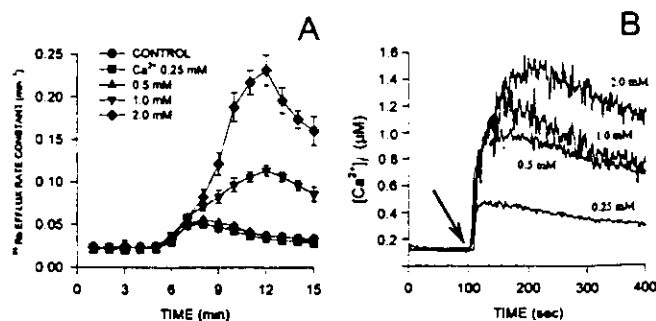 A
B
CONTROL
Ca²⁺ 0.25 mM
0.5 mM
1.0 mM
2.0 mM
Rb EFFLUX RATE CONSTANT (min⁻¹)
0.25
0.20
0.15
0.10
0.05
0.00
0 3 6 9 12 15
TIME (min)
[Ca²⁺]i (µM)
1.6
1.4
1.2
1.0
0.8
0.6
0.4
0.2
2.0 mM
1.0 mM
0.5 mM
0.25 mM
0 100 200 300 400
TIME (sec)